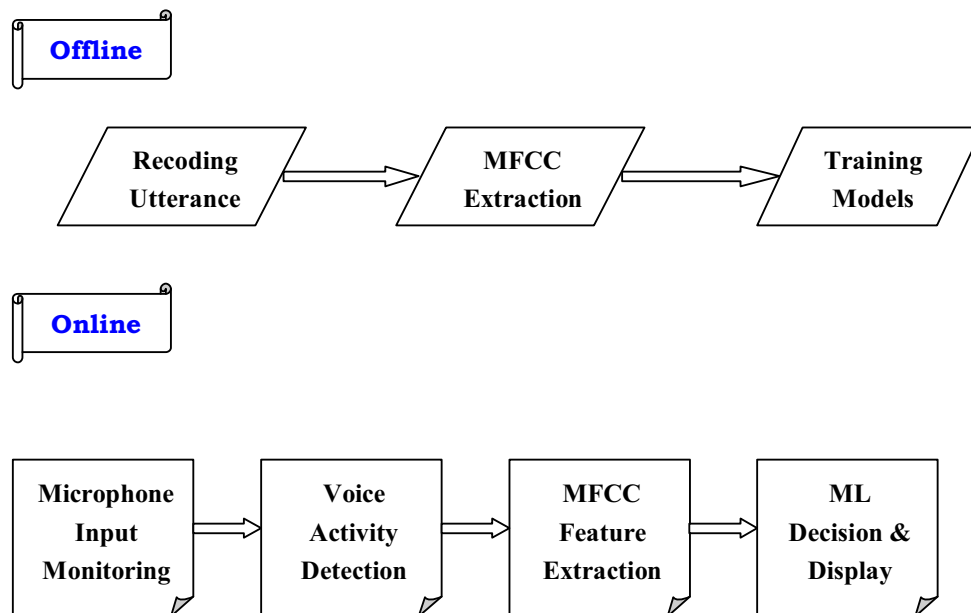 Offline
Recoding
Utterance
MFCC
Extraction
Training
Models
Online
Microphone
Input
Monitoring
Voice
Activity
Detection
MFCC
Feature
Extraction
ML
Decision &
Display